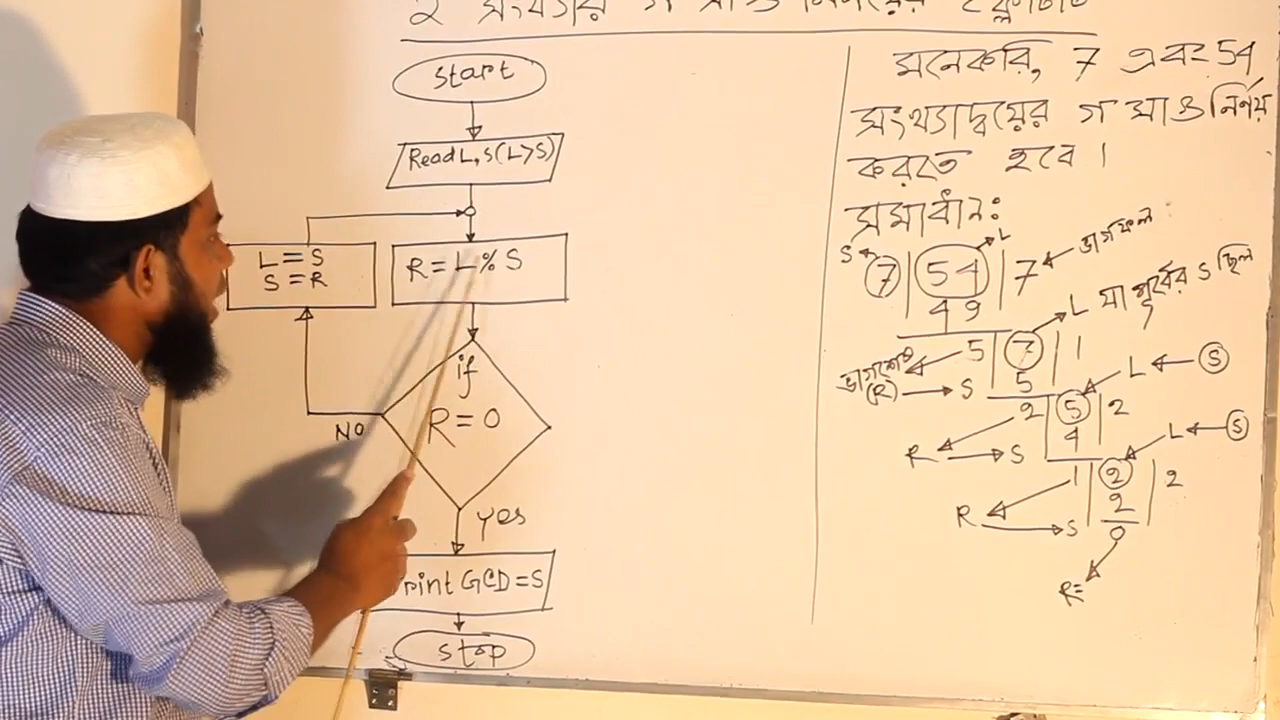 ২ সংখ্যার গ সা গু নির্ণয়ের
start
Read L, S (L>S)
L = S
S = R
R = L % S
if
R = 0
NO
yes
Print GCD = S
stop
মনেকরি, 7 এবং 54
সংখ্যাদ্বয়ের গ সা গু নির্ণয়
করতে হবে ।
সমাধান:
S 7 54 L 7 ভাগফল
49
L যা পূর্বের S ছিল
ভাগশেষ 5 7 1
(R) S 5 L S
2 5 2
R S 4 L S
1 2 2
R S 2
0
R=